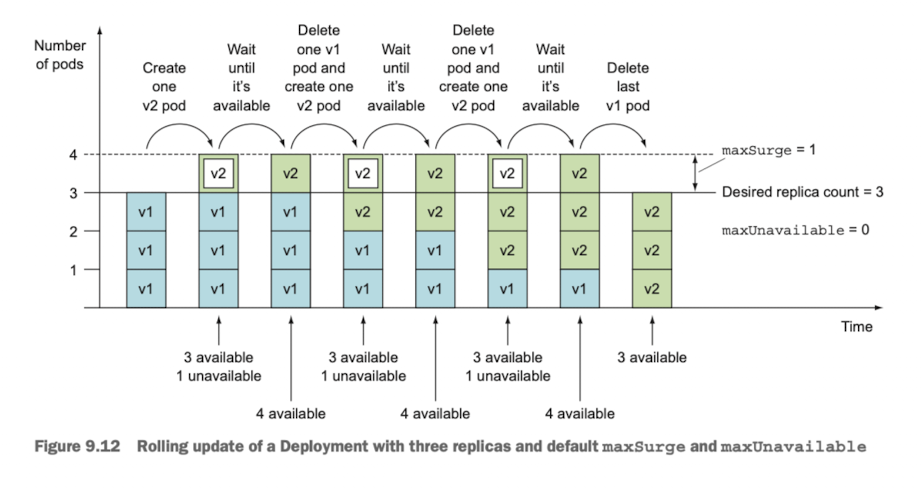 Number
of pods
Create
one
v2 pod
Wait
until
it's
available
Delete
one v1
pod and
create one
v2 pod
Wait
until
it's
available
Delete
one v1
pod and
create one
v2 pod
Wait
until
it's
available
Delete
last
v1 pod
4
3
2
1
v1
v1
v1
v2
v1
v1
v1
v2
v1
v1
v1
v2
v2
v1
v1
v2
v2
v1
v1
v2
v2
v2
v1
v2
v2
v2
v1
v2
v2
v2
maxSurge = 1
Desired replica count = 3
maxUnavailable = 0
Time
3 available
1 unavailable
4 available
3 available
1 unavailable
4 available
3 available
1 unavailable
4 available
3 available
Figure 9.12 Rolling update of a Deployment with three replicas and default maxSurge and maxUnavailable